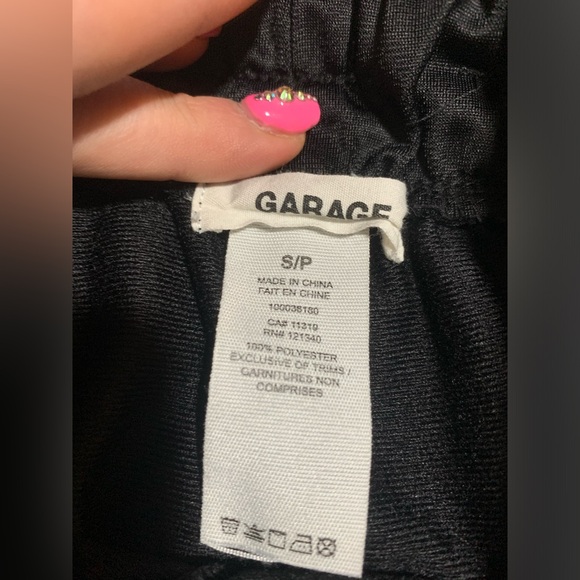 GARAGE
S/P
MADE IN CHINA
FAIT EN CHINE
100036160
CA# 11319
RN# 121340
100% POLYESTER
EXCLUSIVE OF TRIMS /
GARNITURES NON
COMPRISES